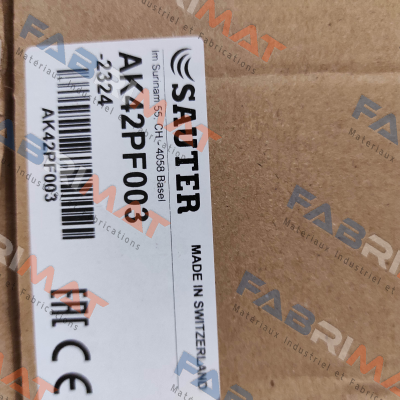 SAUTER
Im Surinam 55, CH - 4058 Basel
AK42PF003
-2324
AK42PF003
MADE IN SWITZERLAND
EAC CE
FABRIMAT
Materiaux Industriel et Fabrications